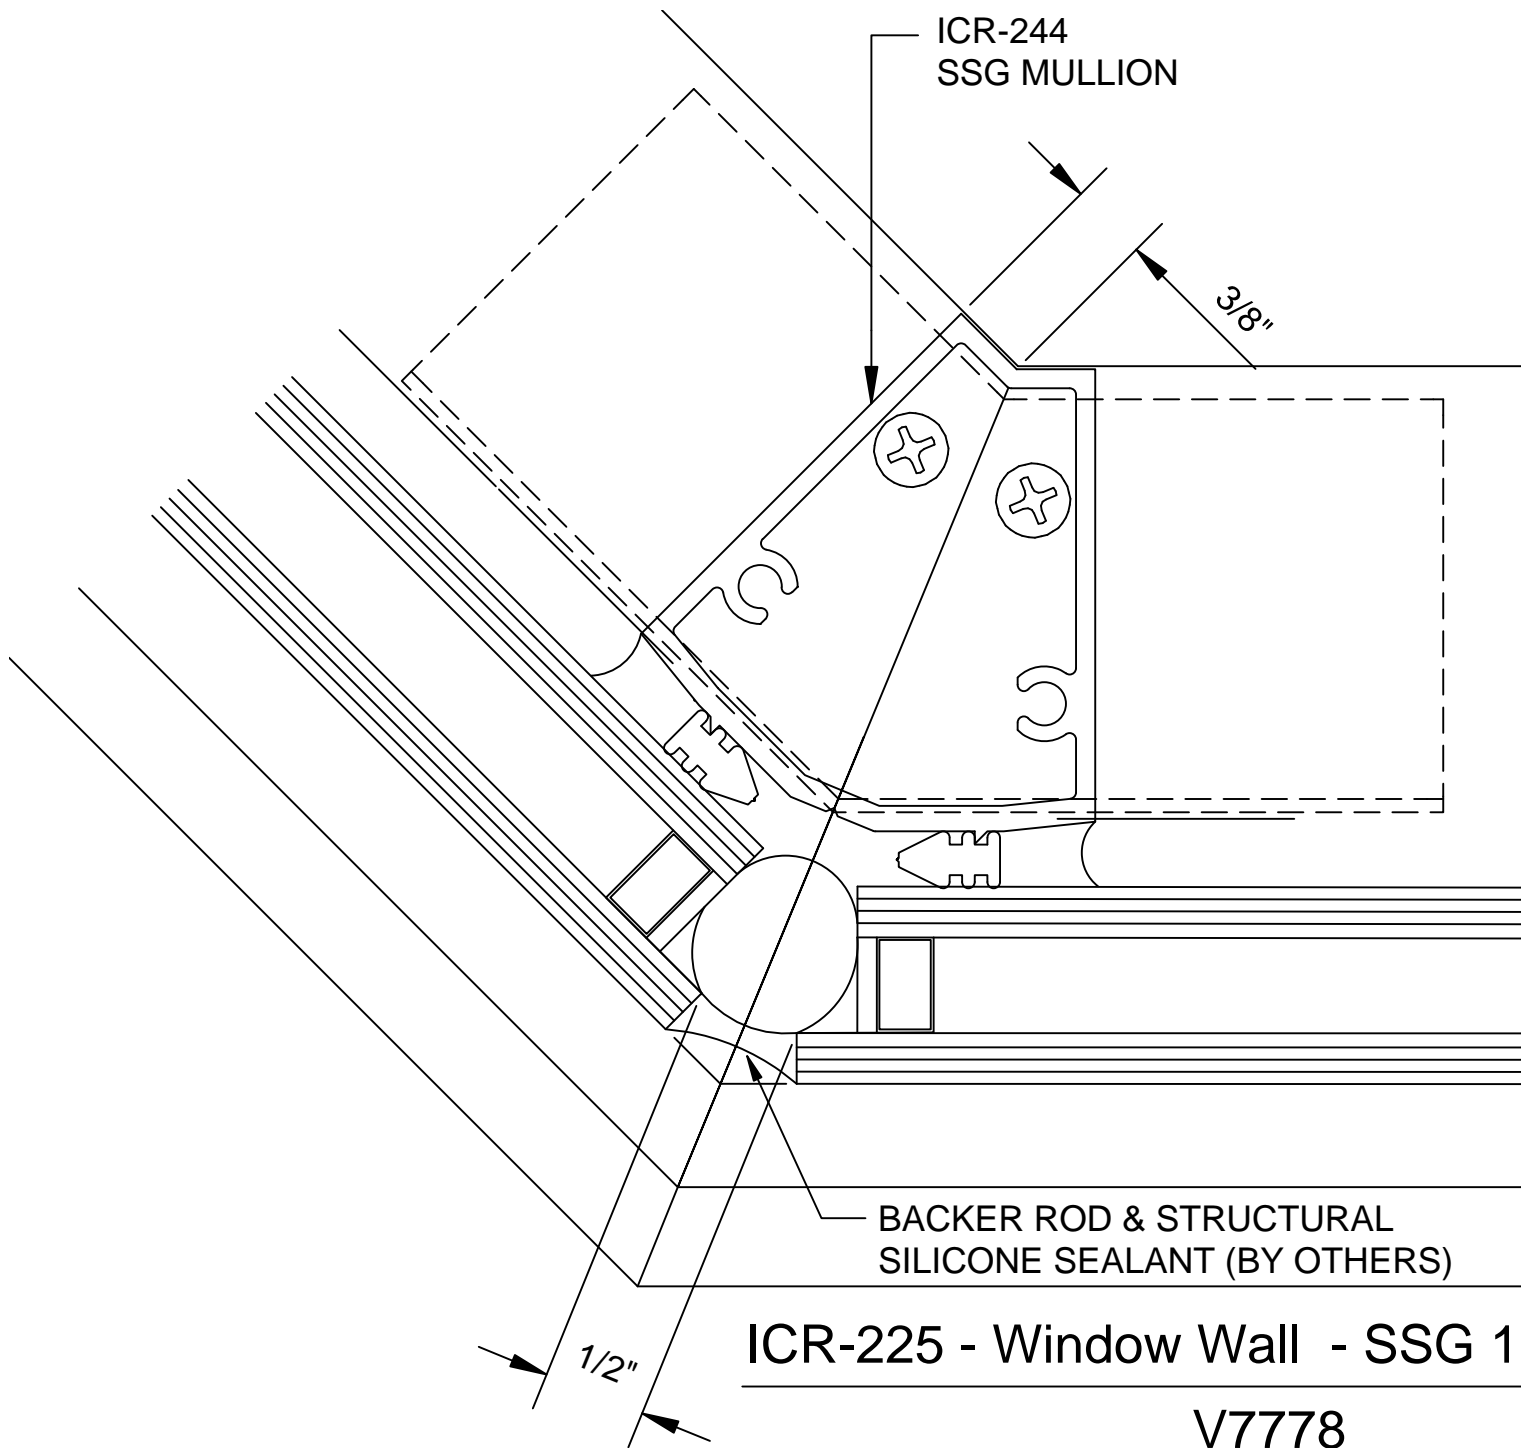 ICR-244
SSG MULLION
3/8"
BACKER ROD & STRUCTURAL
SILICONE SEALANT (BY OTHERS)
1/2"
ICR-225 - Window Wall - SSG 1
V7778